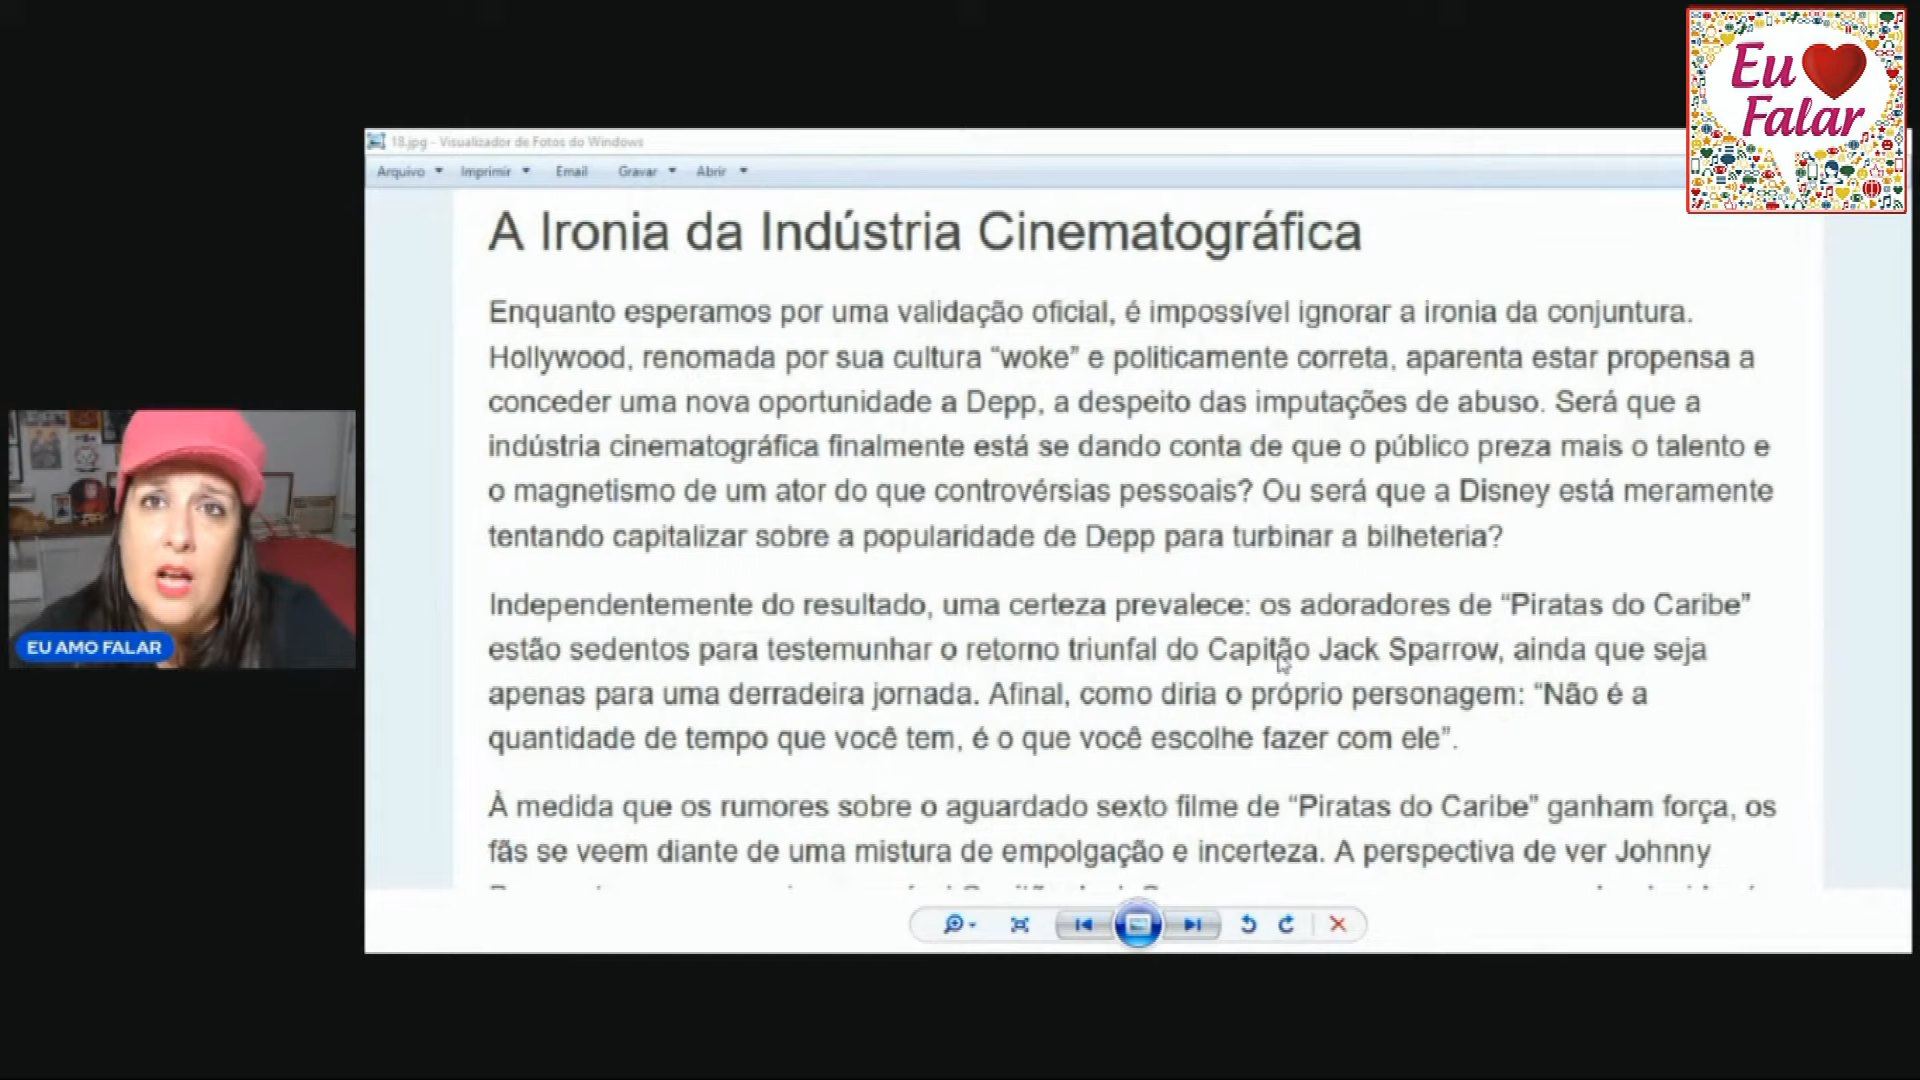 Eu
Falar
18.jpg - Visualizador de Fotos do Windows
Arquivo Imprimir Email Gravar Abrir
A Ironia da Indústria Cinematográfica
Enquanto esperamos por uma validação oficial, é impossível ignorar a ironia da conjuntura.
Hollywood, renomada por sua cultura “woke” e politicamente correta, aparenta estar propensa a
conceder uma nova oportunidade a Depp, a despeito das imputações de abuso. Será que a
indústria cinematográfica finalmente está se dando conta de que o público preza mais o talento e
o magnetismo de um ator do que controvérsias pessoais? Ou será que a Disney está meramente
tentando capitalizar sobre a popularidade de Depp para turbinar a bilheteria?
Independentemente do resultado, uma certeza prevalece: os adoradores de “Piratas do Caribe”
estão sedentos para testemunhar o retorno triunfal do Capitão Jack Sparrow, ainda que seja
apenas para uma derradeira jornada. Afinal, como diria o próprio personagem: “Não é a
quantidade de tempo que você tem, é o que você escolhe fazer com ele”.
À medida que os rumores sobre o aguardado sexto filme de “Piratas do Caribe” ganham força, os
fãs se veem diante de uma mistura de empolgação e incerteza. A perspectiva de ver Johnny
EU AMO FALAR